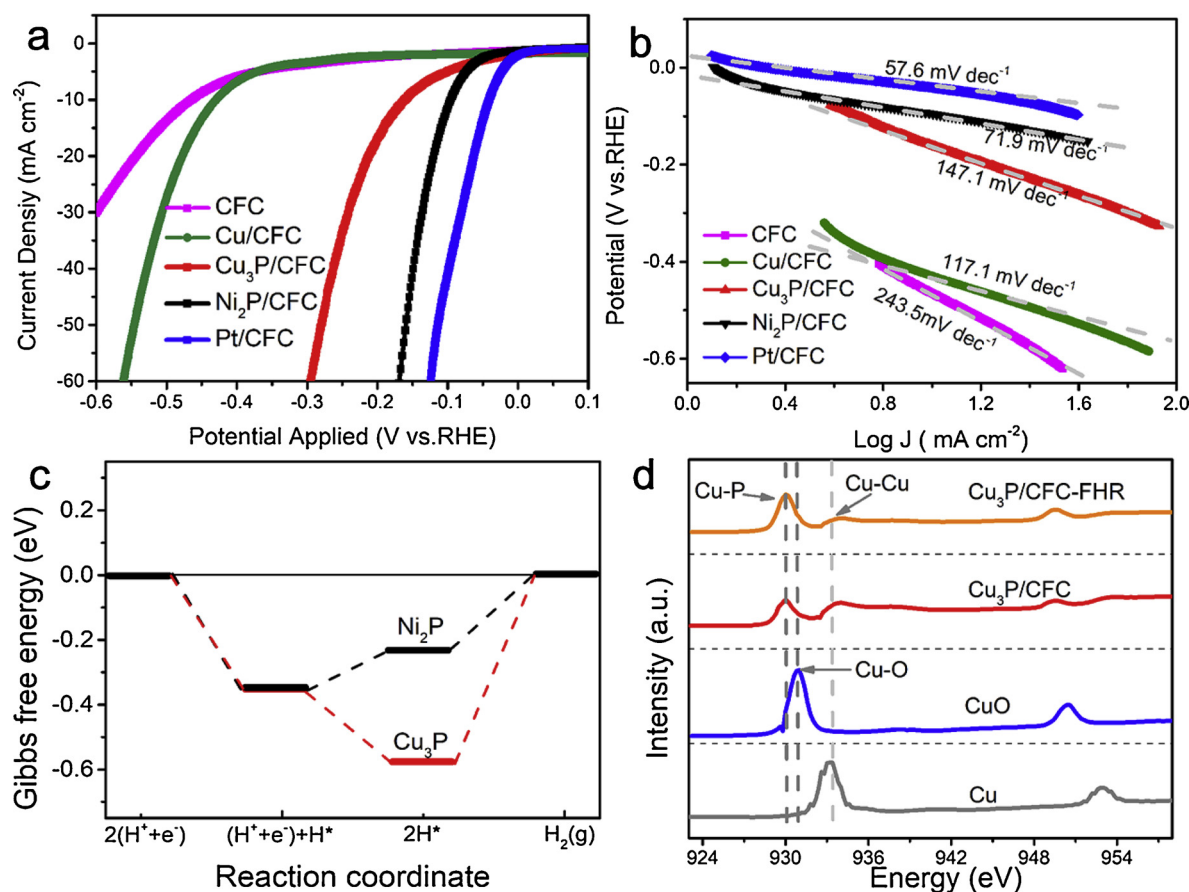 a
0
-10
-20
-30
-40
-50
-60
Current Densiy (mA cm⁻²)
CFC
Cu/CFC
Cu₃P/CFC
Ni₂P/CFC
Pt/CFC
-0.6 -0.5 -0.4 -0.3 -0.2 -0.1 0.0 0.1
Potential Applied (V vs.RHE)
b
0.0
-0.2
-0.4
-0.6
Potential (V vs.RHE)
57.6 mV dec⁻¹
71.9 mV dec⁻¹
147.1 mV dec⁻¹
117.1 mV dec⁻¹
243.5mV dec⁻¹
CFC
Cu/CFC
Cu₃P/CFC
Ni₂P/CFC
Pt/CFC
0.0 0.4 0.8 1.2 1.6 2.0
Log J ( mA cm⁻²)
c
0.2
0.0
-0.2
-0.4
-0.6
Gibbs free energy (eV)
Ni₂P
Cu₃P
2(H⁺+e⁻) (H⁺+e⁻)+H* 2H* H₂(g)
Reaction coordinate
d
Intensity (a.u.)
Cu-P
Cu-Cu
Cu₃P/CFC-FHR
Cu₃P/CFC
Cu-O
CuO
Cu
924 930 936 942 948 954
Energy (eV)